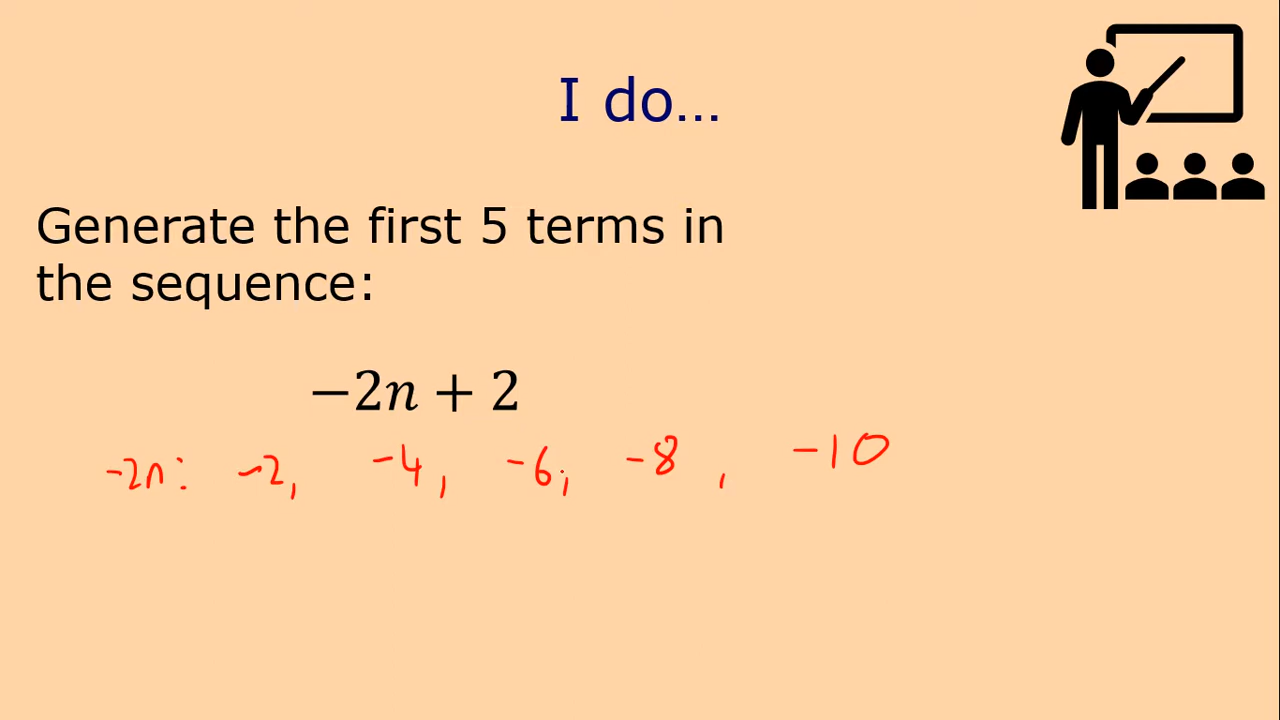 I do...
Generate the first 5 terms in
the sequence:
−2n + 2
-2n: -2, -4, -6, -8, -10